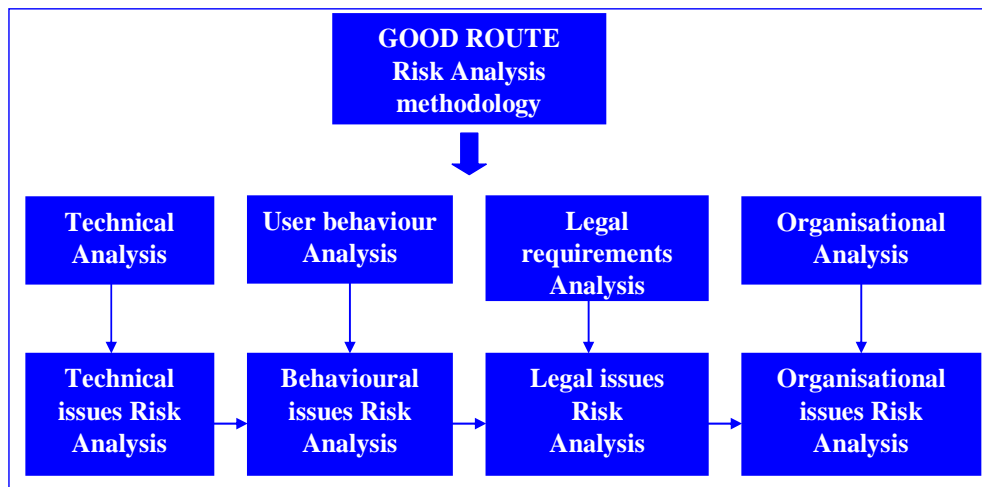 GOOD ROUTE
Risk Analysis
methodology
Technical
Analysis
User behaviour
Analysis
Legal
requirements
Analysis
Organisational
Analysis
Technical
issues Risk
Analysis
Behavioural
issues Risk
Analysis
Legal issues
Risk
Analysis
Organisational
issues Risk
Analysis